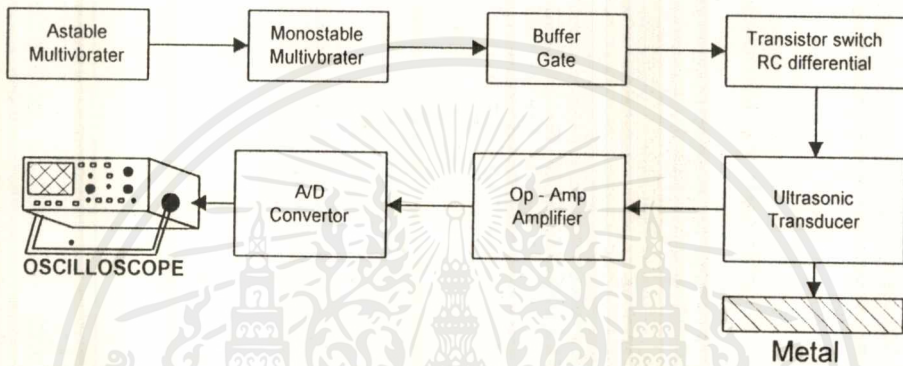 Astable
Multivbrater
Monostable
Multivbrater
Buffer
Gate
Transistor switch
RC differential
OSCILLOSCOPE
A/D
Convertor
Op - Amp
Amplifier
Ultrasonic
Transducer
Metal